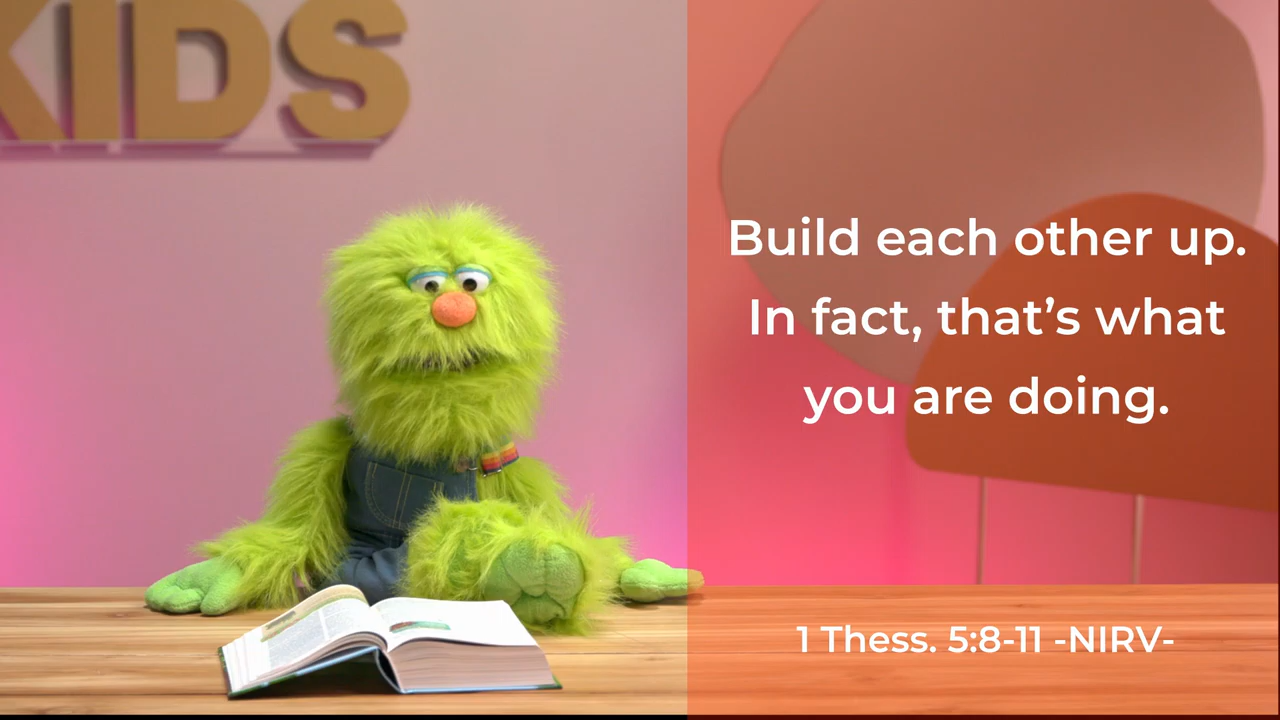 KIDS
Build each other up.
In fact, that's what
you are doing.
1 Thess. 5:8-11 -NIRV-